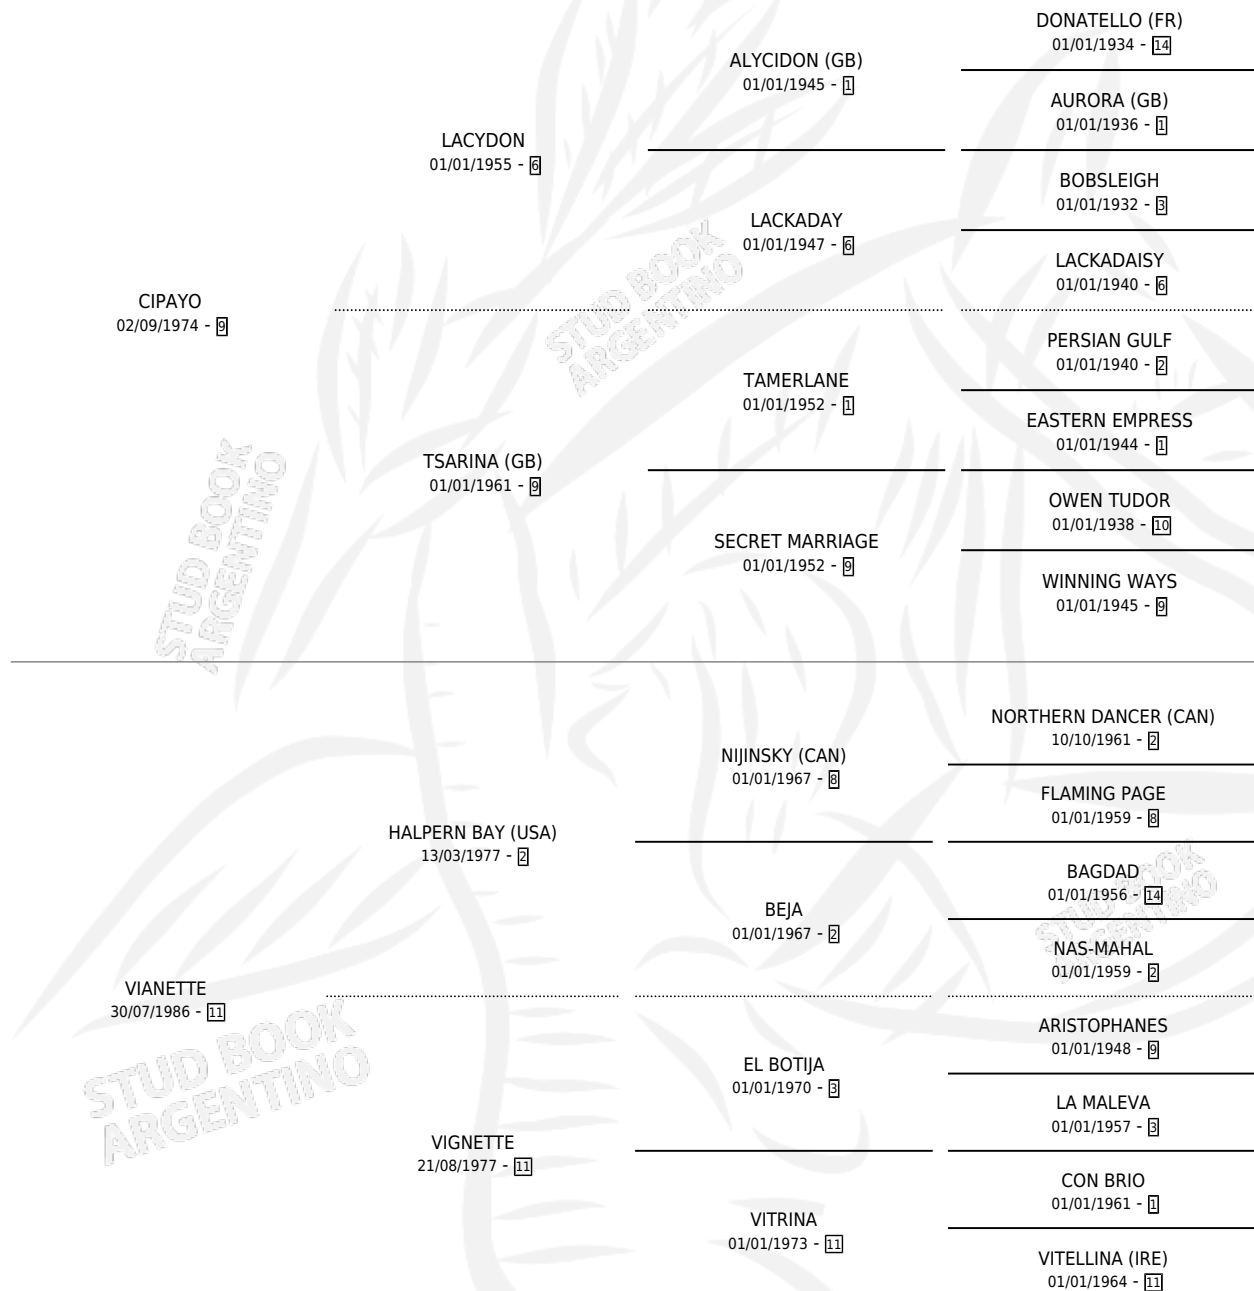 DONATELLO (FR)
01/01/1934 - 14
ALYCIDON (GB)
01/01/1945 - 1
AURORA (GB)
01/01/1936 - 1
LACYDON
01/01/1955 - 6
BOBSLEIGH
01/01/1932 - 3
LACKADAY
01/01/1947 - 6
LACKADAISY
01/01/1940 - 6
CIPAYO
02/09/1974 - 9
PERSIAN GULF
01/01/1940 - 2
TAMERLANE
01/01/1952 - 1
EASTERN EMPRESS
01/01/1944 - 1
TSARINA (GB)
01/01/1961 - 9
OWEN TUDOR
01/01/1938 - 10
SECRET MARRIAGE
01/01/1952 - 9
WINNING WAYS
01/01/1945 - 9
NORTHERN DANCER (CAN)
10/10/1961 - 2
NIJINSKY (CAN)
01/01/1967 - 8
FLAMING PAGE
01/01/1959 - 8
HALPERN BAY (USA)
13/03/1977 - 2
BAGDAD
01/01/1956 - 14
BEJA
01/01/1967 - 2
NAS-MAHAL
01/01/1959 - 2
VIANETTE
30/07/1986 - 11
ARISTOPHANES
01/01/1948 - 9
EL BOTIJA
01/01/1970 - 3
LA MALEVA
01/01/1957 - 3
VIGNETTE
21/08/1977 - 11
CON BRIO
01/01/1961 - 1
VITRINA
01/01/1973 - 11
VITELLINA (IRE)
01/01/1964 - 11
STUD BOOK
ARGENTINO
STUD BOOK
ARGENTINO
STUD BOOK
ARGENTINO
STUD BOOK
ARGENTINO